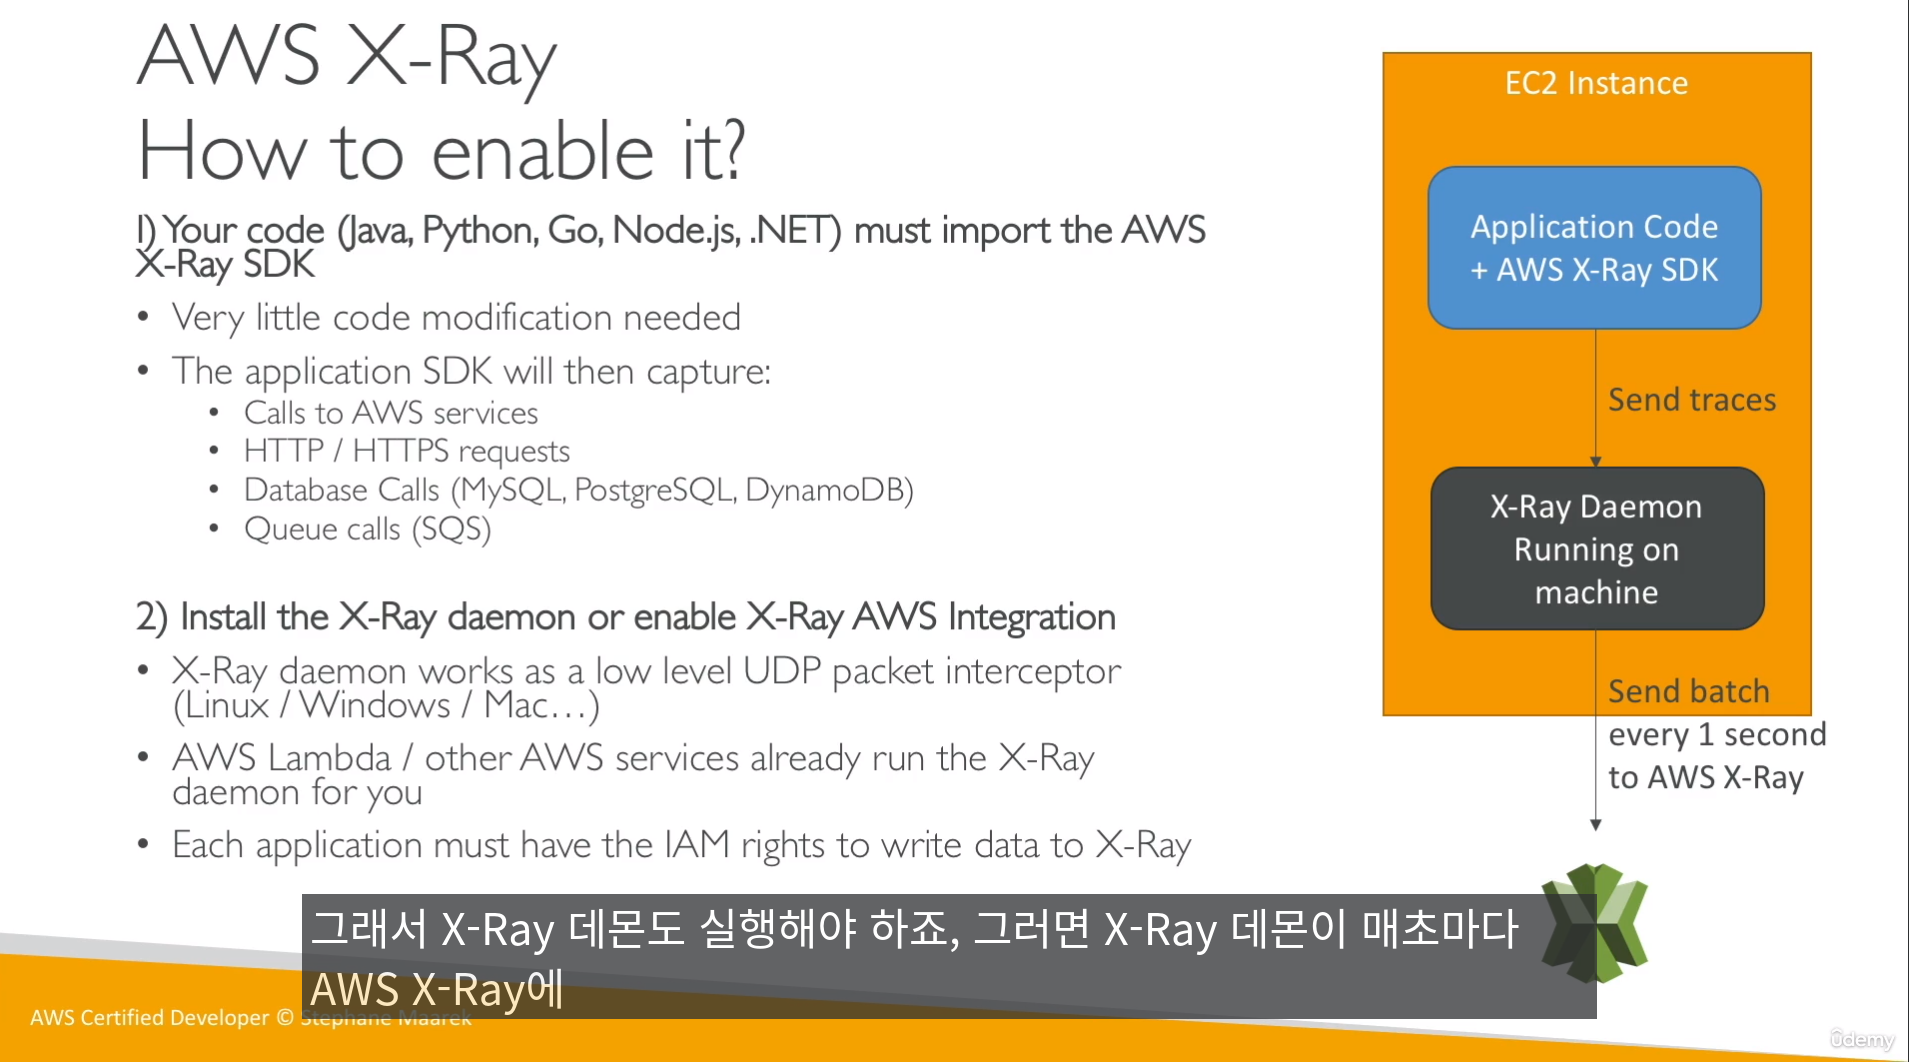 AWS X-Ray
How to enable it?
1) Your code (Java, Python, Go, Node.js, .NET) must import the AWS
X-Ray SDK
• Very little code modification needed
• The application SDK will then capture:
• Calls to AWS services
• HTTP / HTTPS requests
• Database Calls (MySQL, PostgreSQL, DynamoDB)
• Queue calls (SQS)
2) Install the X-Ray daemon or enable X-Ray AWS Integration
• X-Ray daemon works as a low level UDP packet interceptor
(Linux / Windows / Mac…)
• AWS Lambda / other AWS services already run the X-Ray
daemon for you
• Each application must have the IAM rights to write data to X-Ray
EC2 Instance
Application Code
+ AWS X-Ray SDK
Send traces
X-Ray Daemon
Running on
machine
Send batch
every 1 second
to AWS X-Ray
그래서 X-Ray 데몬도 실행해야 하죠, 그러면 X-Ray 데몬이 매초마다
AWS X-Ray에
AWS Certified Developer © Stephane Maarek
udemy